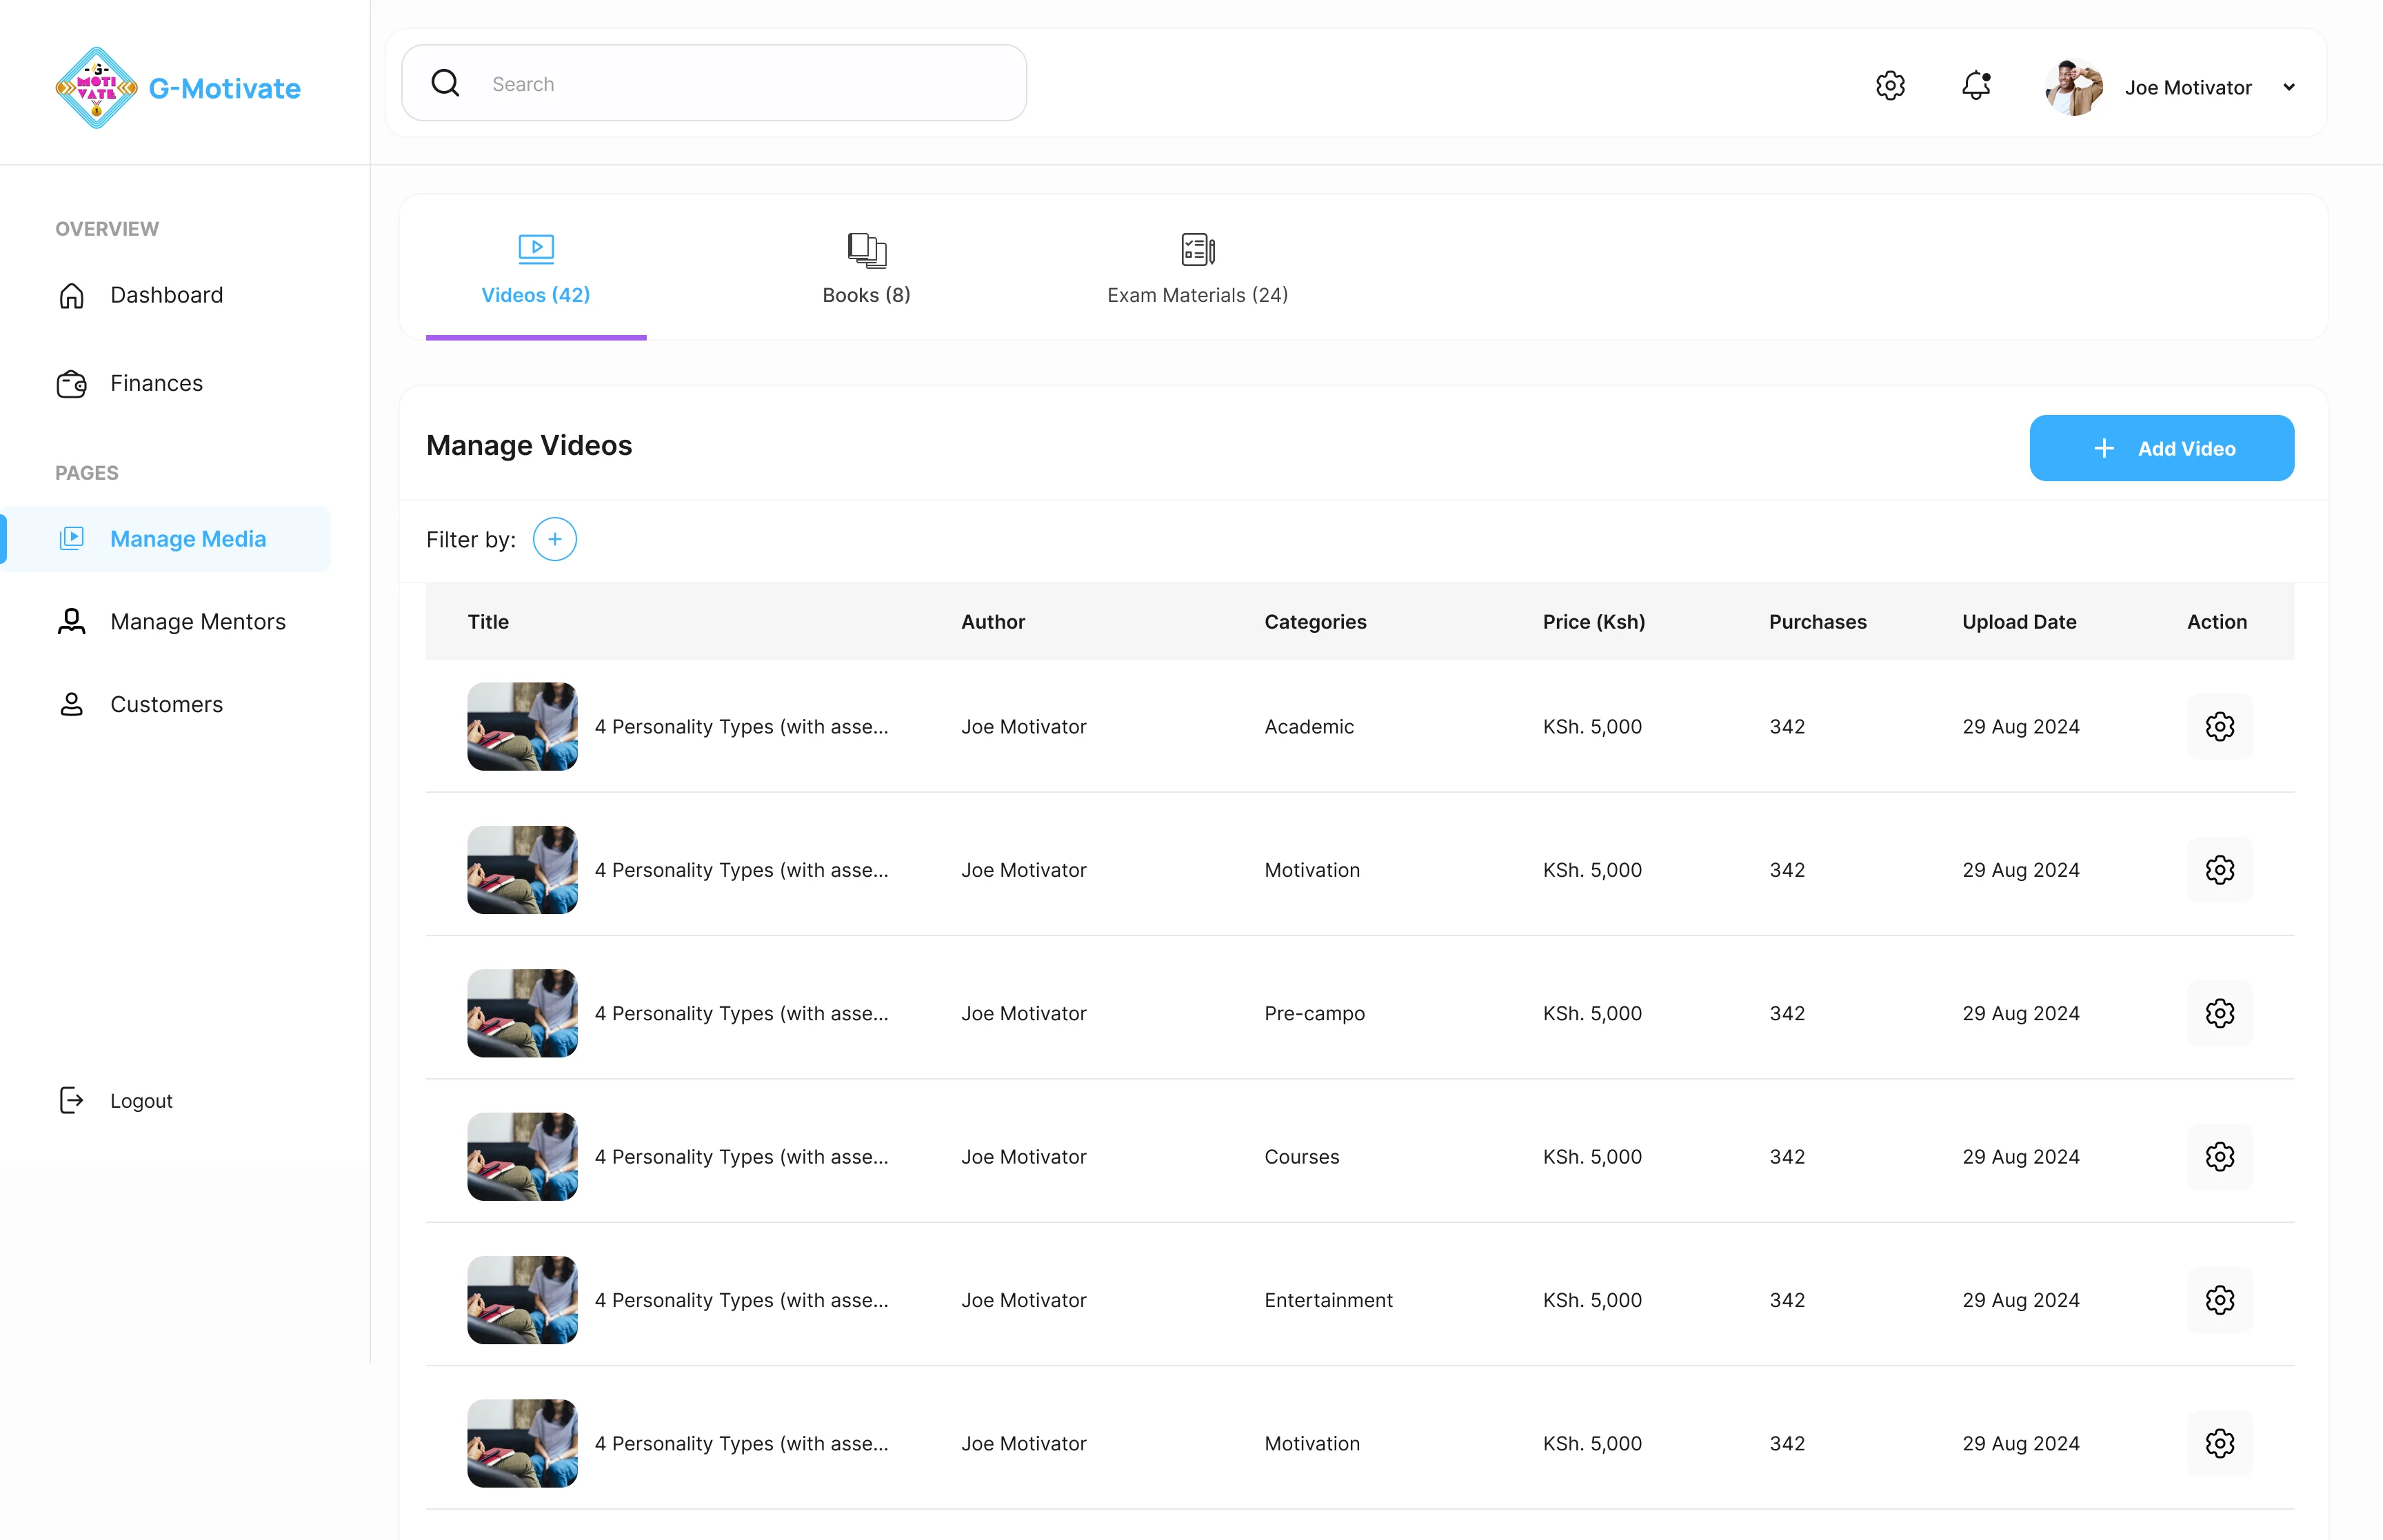 -G-
MOTI
VATE
G-Motivate
Search
Joe Motivator
OVERVIEW
Dashboard
Finances
PAGES
Manage Media
Manage Mentors
Customers
Logout
Videos (42)
Books (8)
Exam Materials (24)
Manage Videos
+ Add Video
Filter by: +
Title Author Categories Price (Ksh) Purchases Upload Date Action
4 Personality Types (with asse... Joe Motivator Academic KSh. 5,000 342 29 Aug 2024
4 Personality Types (with asse... Joe Motivator Motivation KSh. 5,000 342 29 Aug 2024
4 Personality Types (with asse... Joe Motivator Pre-campo KSh. 5,000 342 29 Aug 2024
4 Personality Types (with asse... Joe Motivator Courses KSh. 5,000 342 29 Aug 2024
4 Personality Types (with asse... Joe Motivator Entertainment KSh. 5,000 342 29 Aug 2024
4 Personality Types (with asse... Joe Motivator Motivation KSh. 5,000 342 29 Aug 2024